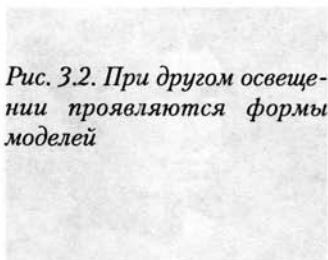 Рис. 3.2. При другом освеще-
нии проявляются формы
моделей